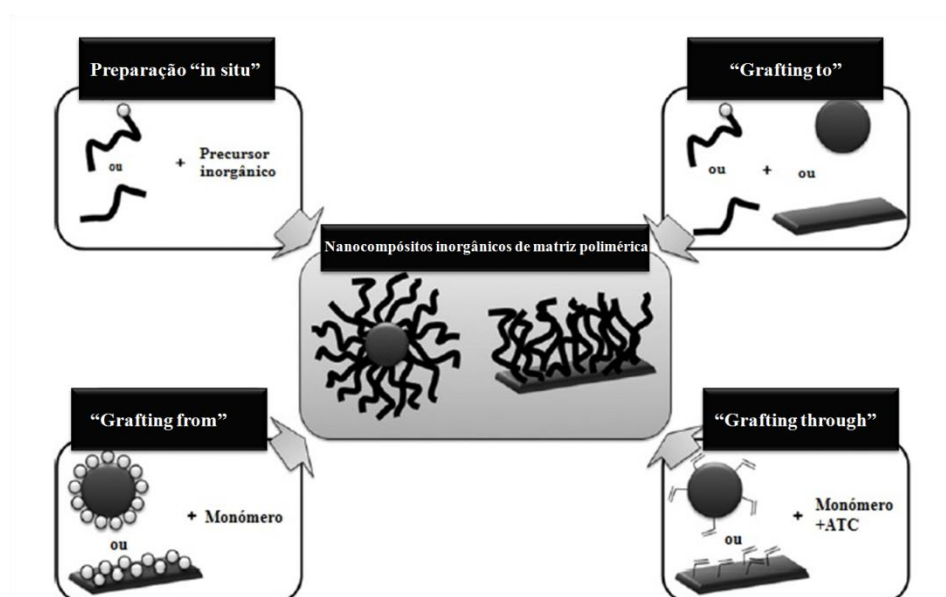 Preparação “in situ”
ou
+
Precursor
inorgânico
“Grafting to”
ou
+
ou
Nanocompósitos inorgânicos de matriz polimérica
“Grafting from”
ou
+ Monómero
“Grafting through”
ou
+
Monómero
+ATC